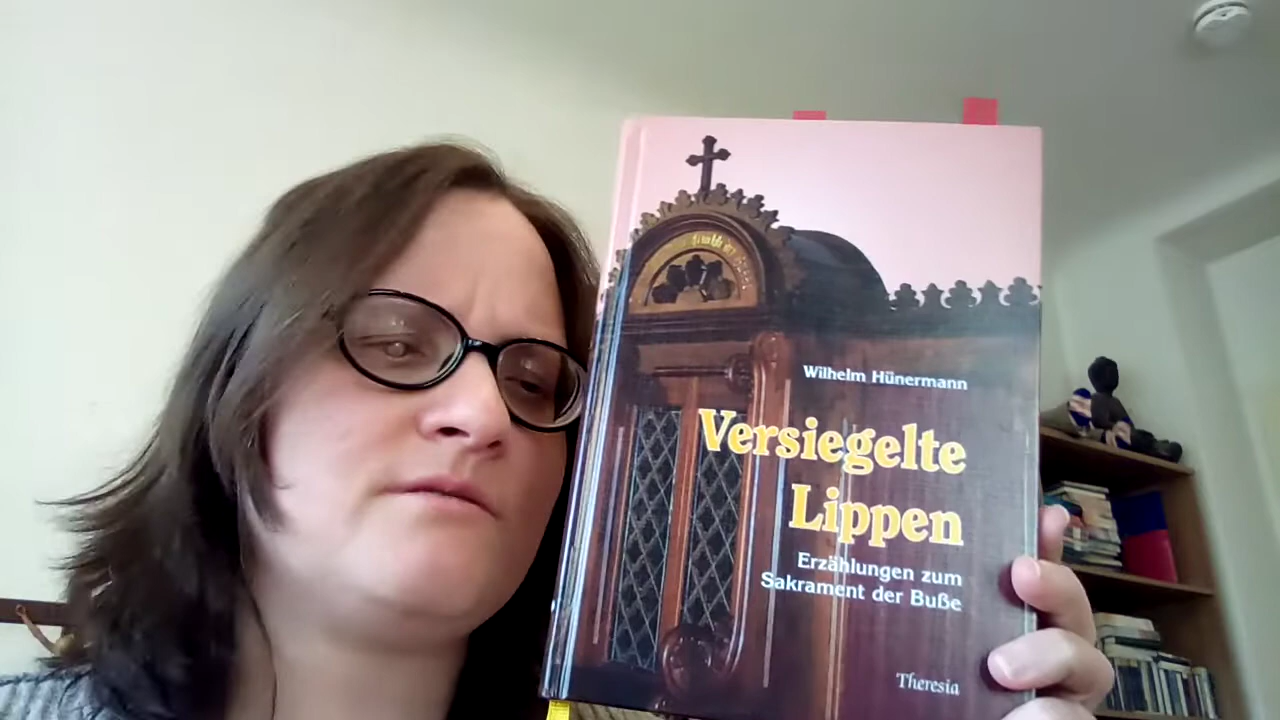 Wilhelm Hünermann
Versiegelte
Lippen
Erzählungen zum
Sakrament der Buße
Theresia